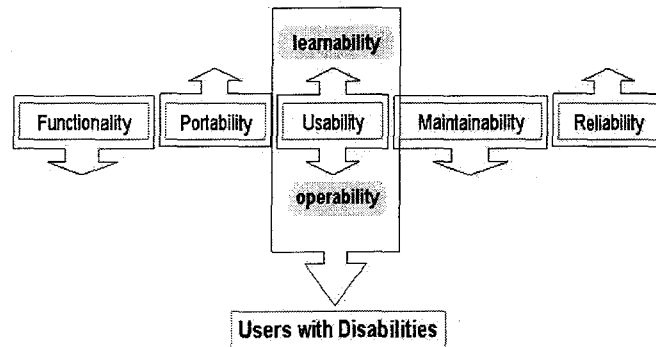 learnability
Functionality Portability Usability Maintainability Reliability
operability
Users with Disabilities